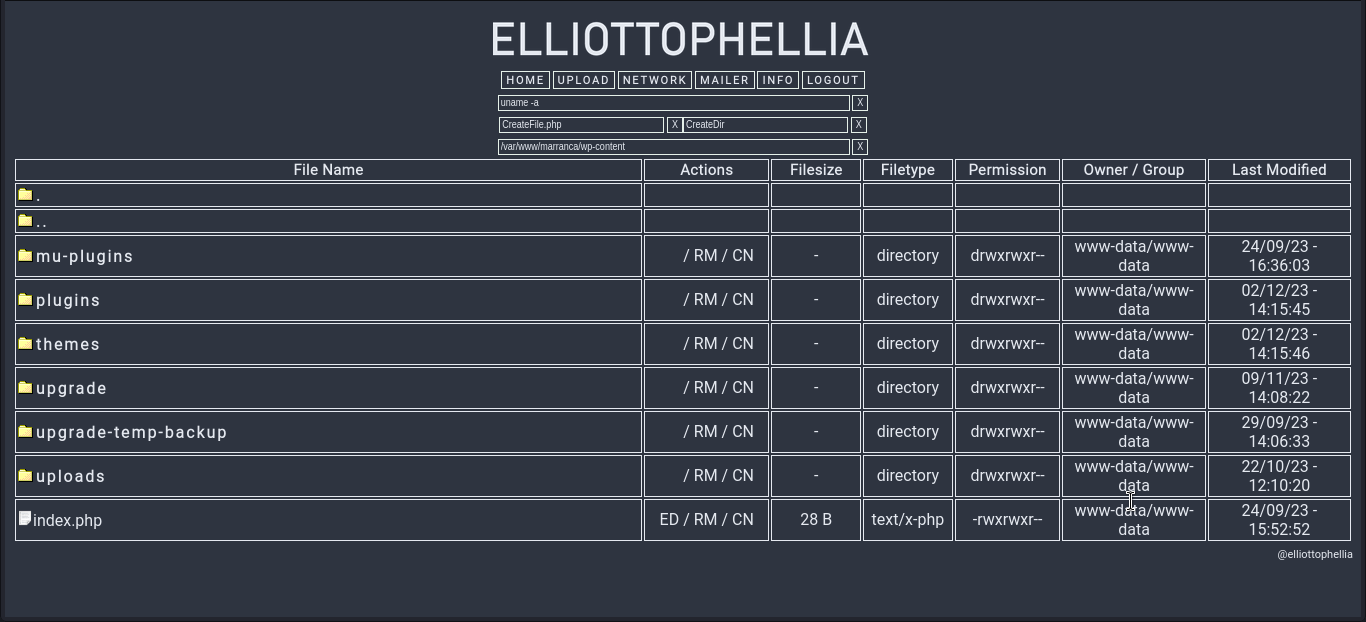 ELLIOTTOPHELLIA
HOME UPLOAD NETWORK MAILER INFO LOGOUT
uname -a X
CreateFile.php X CreateDir X
/var/www/marranca/wp-content X
File Name Actions Filesize Filetype Permission Owner / Group Last Modified
.
..
mu-plugins / RM / CN - directory drwxrwxr-- www-data/www-data 24/09/23 - 16:36:03
plugins / RM / CN - directory drwxrwxr-- www-data/www-data 02/12/23 - 14:15:45
themes / RM / CN - directory drwxrwxr-- www-data/www-data 02/12/23 - 14:15:46
upgrade / RM / CN - directory drwxrwxr-- www-data/www-data 09/11/23 - 14:08:22
upgrade-temp-backup / RM / CN - directory drwxrwxr-- www-data/www-data 29/09/23 - 14:06:33
uploads / RM / CN - directory drwxrwxr-- www-data/www-data 22/10/23 - 12:10:20
index.php ED / RM / CN 28 B text/x-php -rwxrwxr-- www-data/www-data 24/09/23 - 15:52:52
@elliottophellia